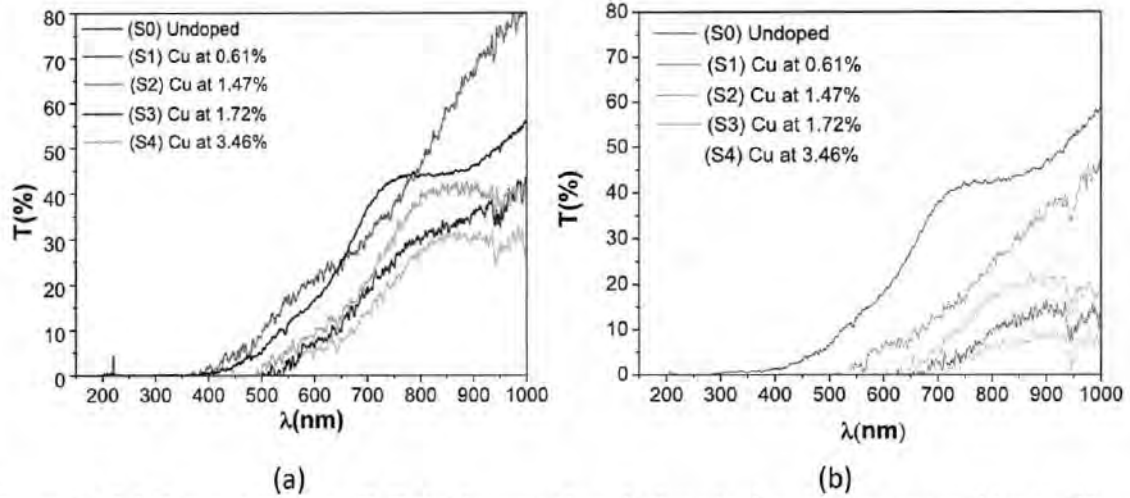 80
70
60
50
40
30
20
10
0
T(%)
(S0) Undoped
(S1) Cu at 0.61%
(S2) Cu at 1.47%
(S3) Cu at 1.72%
(S4) Cu at 3.46%
200 300 400 500 600 700 800 900 1000
λ(nm)
(a)
80
70
60
50
40
30
20
10
0
T(%)
(S0) Undoped
(S1) Cu at 0.61%
(S2) Cu at 1.47%
(S3) Cu at 1.72%
(S4) Cu at 3.46%
200 300 400 500 600 700 800 900 1000
λ(nm)
(b)